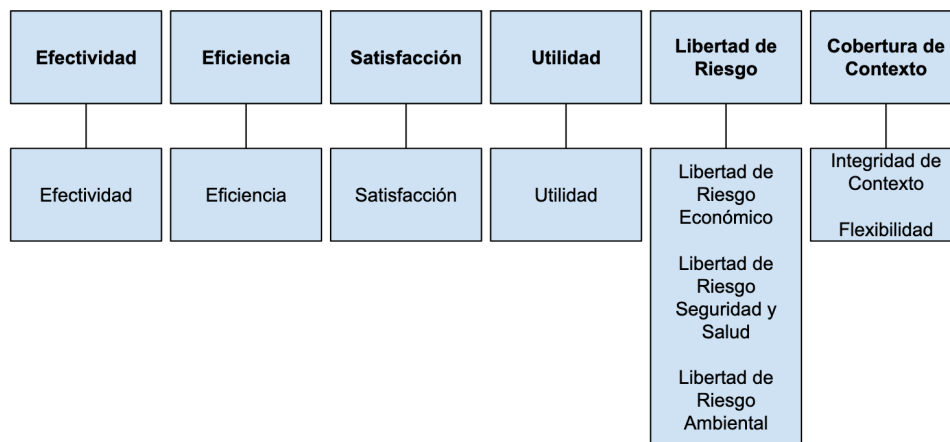 Efectividad
Eficiencia
Satisfacción
Utilidad
Libertad de
Riesgo
Cobertura de
Contexto
Efectividad
Eficiencia
Satisfacción
Utilidad
Libertad de
Riesgo
Económico
Libertad de
Riesgo
Seguridad y
Salud
Libertad de
Riesgo
Ambiental
Integridad de
Contexto
Flexibilidad